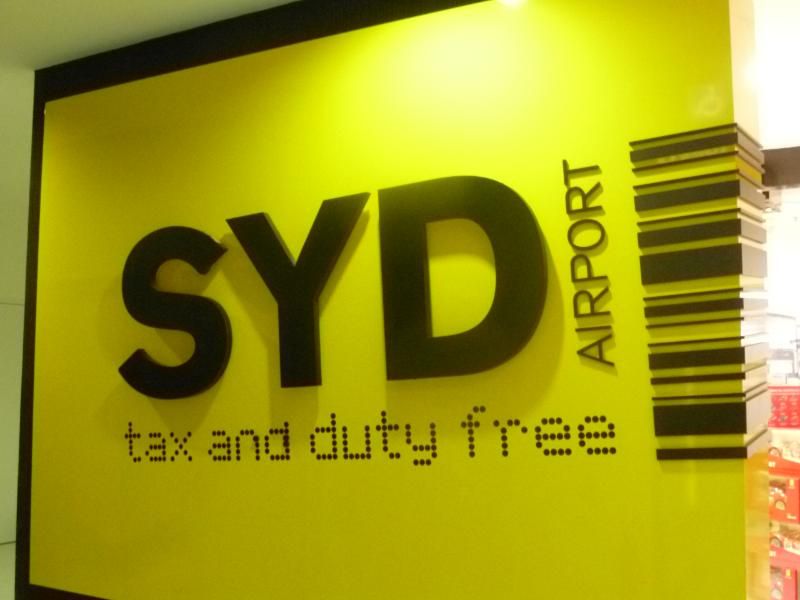 SYD
AIRPORT
tax and duty free